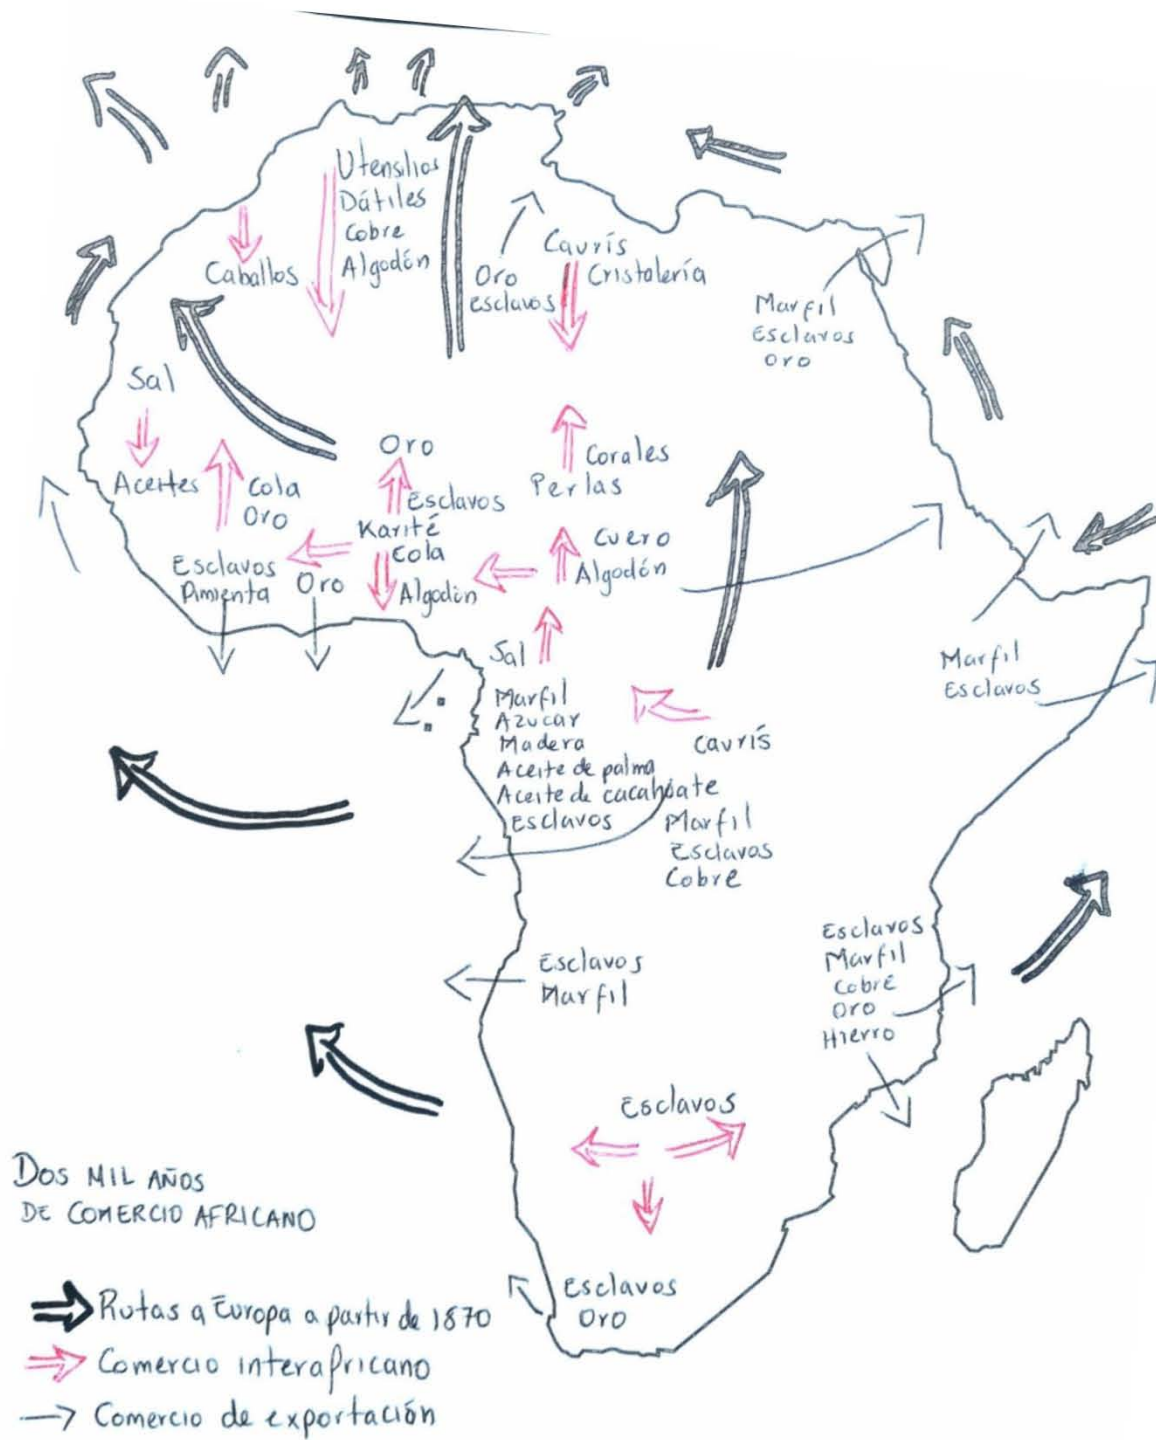 Utensilios
Dátiles
Cobre
Algodón
Caballos
Oro
esclavos
Caurís
Cristalería
Marfil
Esclavos
oro
Sal
Aceites
Cola
Oro
Oro
Esclavos
Karité
Cola
Algodón
Corales
Perlas
Cuero
Algodón
Esclavos
Pimienta
Oro
Sal
Marfil
Azucar
Madera
Aceite de palma
Aceite de cacahuate
Esclavos
Caurís
Marfil
Esclavos
Cobre
Marfil
Esclavos
Esclavos
Marfil
Esclavos
Marfil
Cobre
Oro
Hierro
Esclavos
Esclavos
Oro
DOS MIL AÑOS
DE COMERCIO AFRICANO
Rutas a Europa a partir de 1870
Comercio interafricano
Comercio de exportación